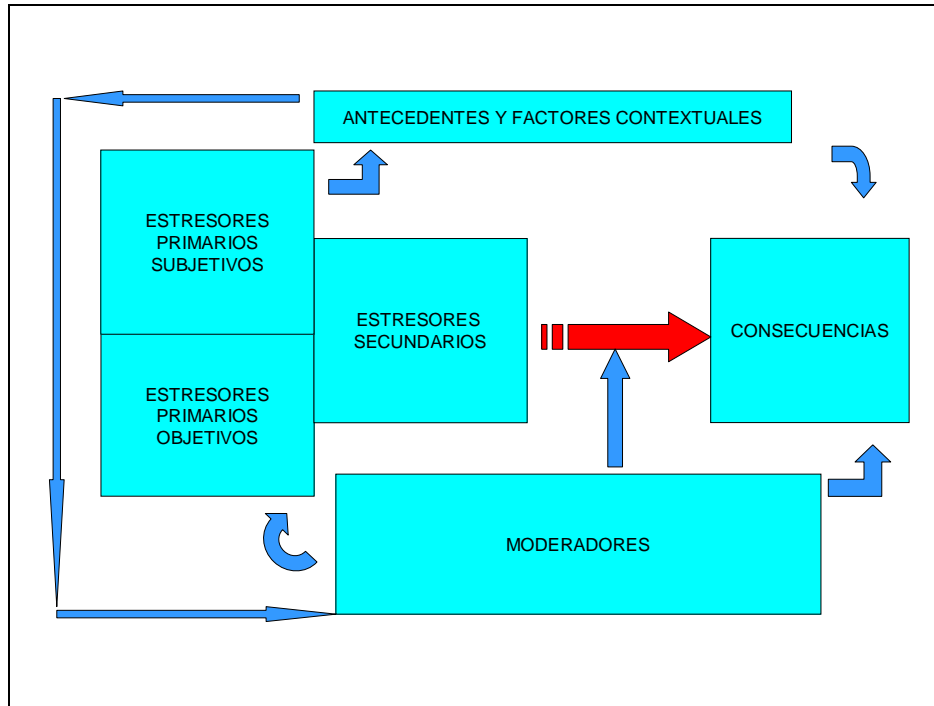 ANTECEDENTES Y FACTORES CONTEXTUALES
ESTRESORES
PRIMARIOS
SUBJETIVOS
ESTRESORES
SECUNDARIOS
CONSECUENCIAS
ESTRESORES
PRIMARIOS
OBJETIVOS
MODERADORES